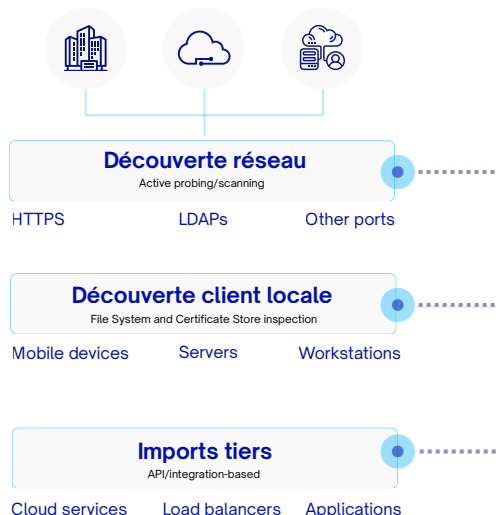 Découverte réseau
Active probing/scanning
HTTPS LDAPs Other ports
Découverte client locale
File System and Certificate Store inspection
Mobile devices Servers Workstations
Imports tiers
API/integration-based
Cloud services Load balancers Applications